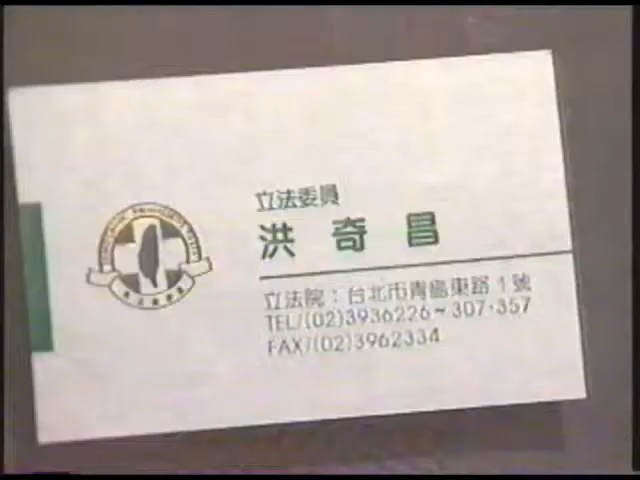 立法委員
洪奇昌
立法院：台北市青島東路1號
TEL/(02)3936226~307·357
FAX/(02)3962334